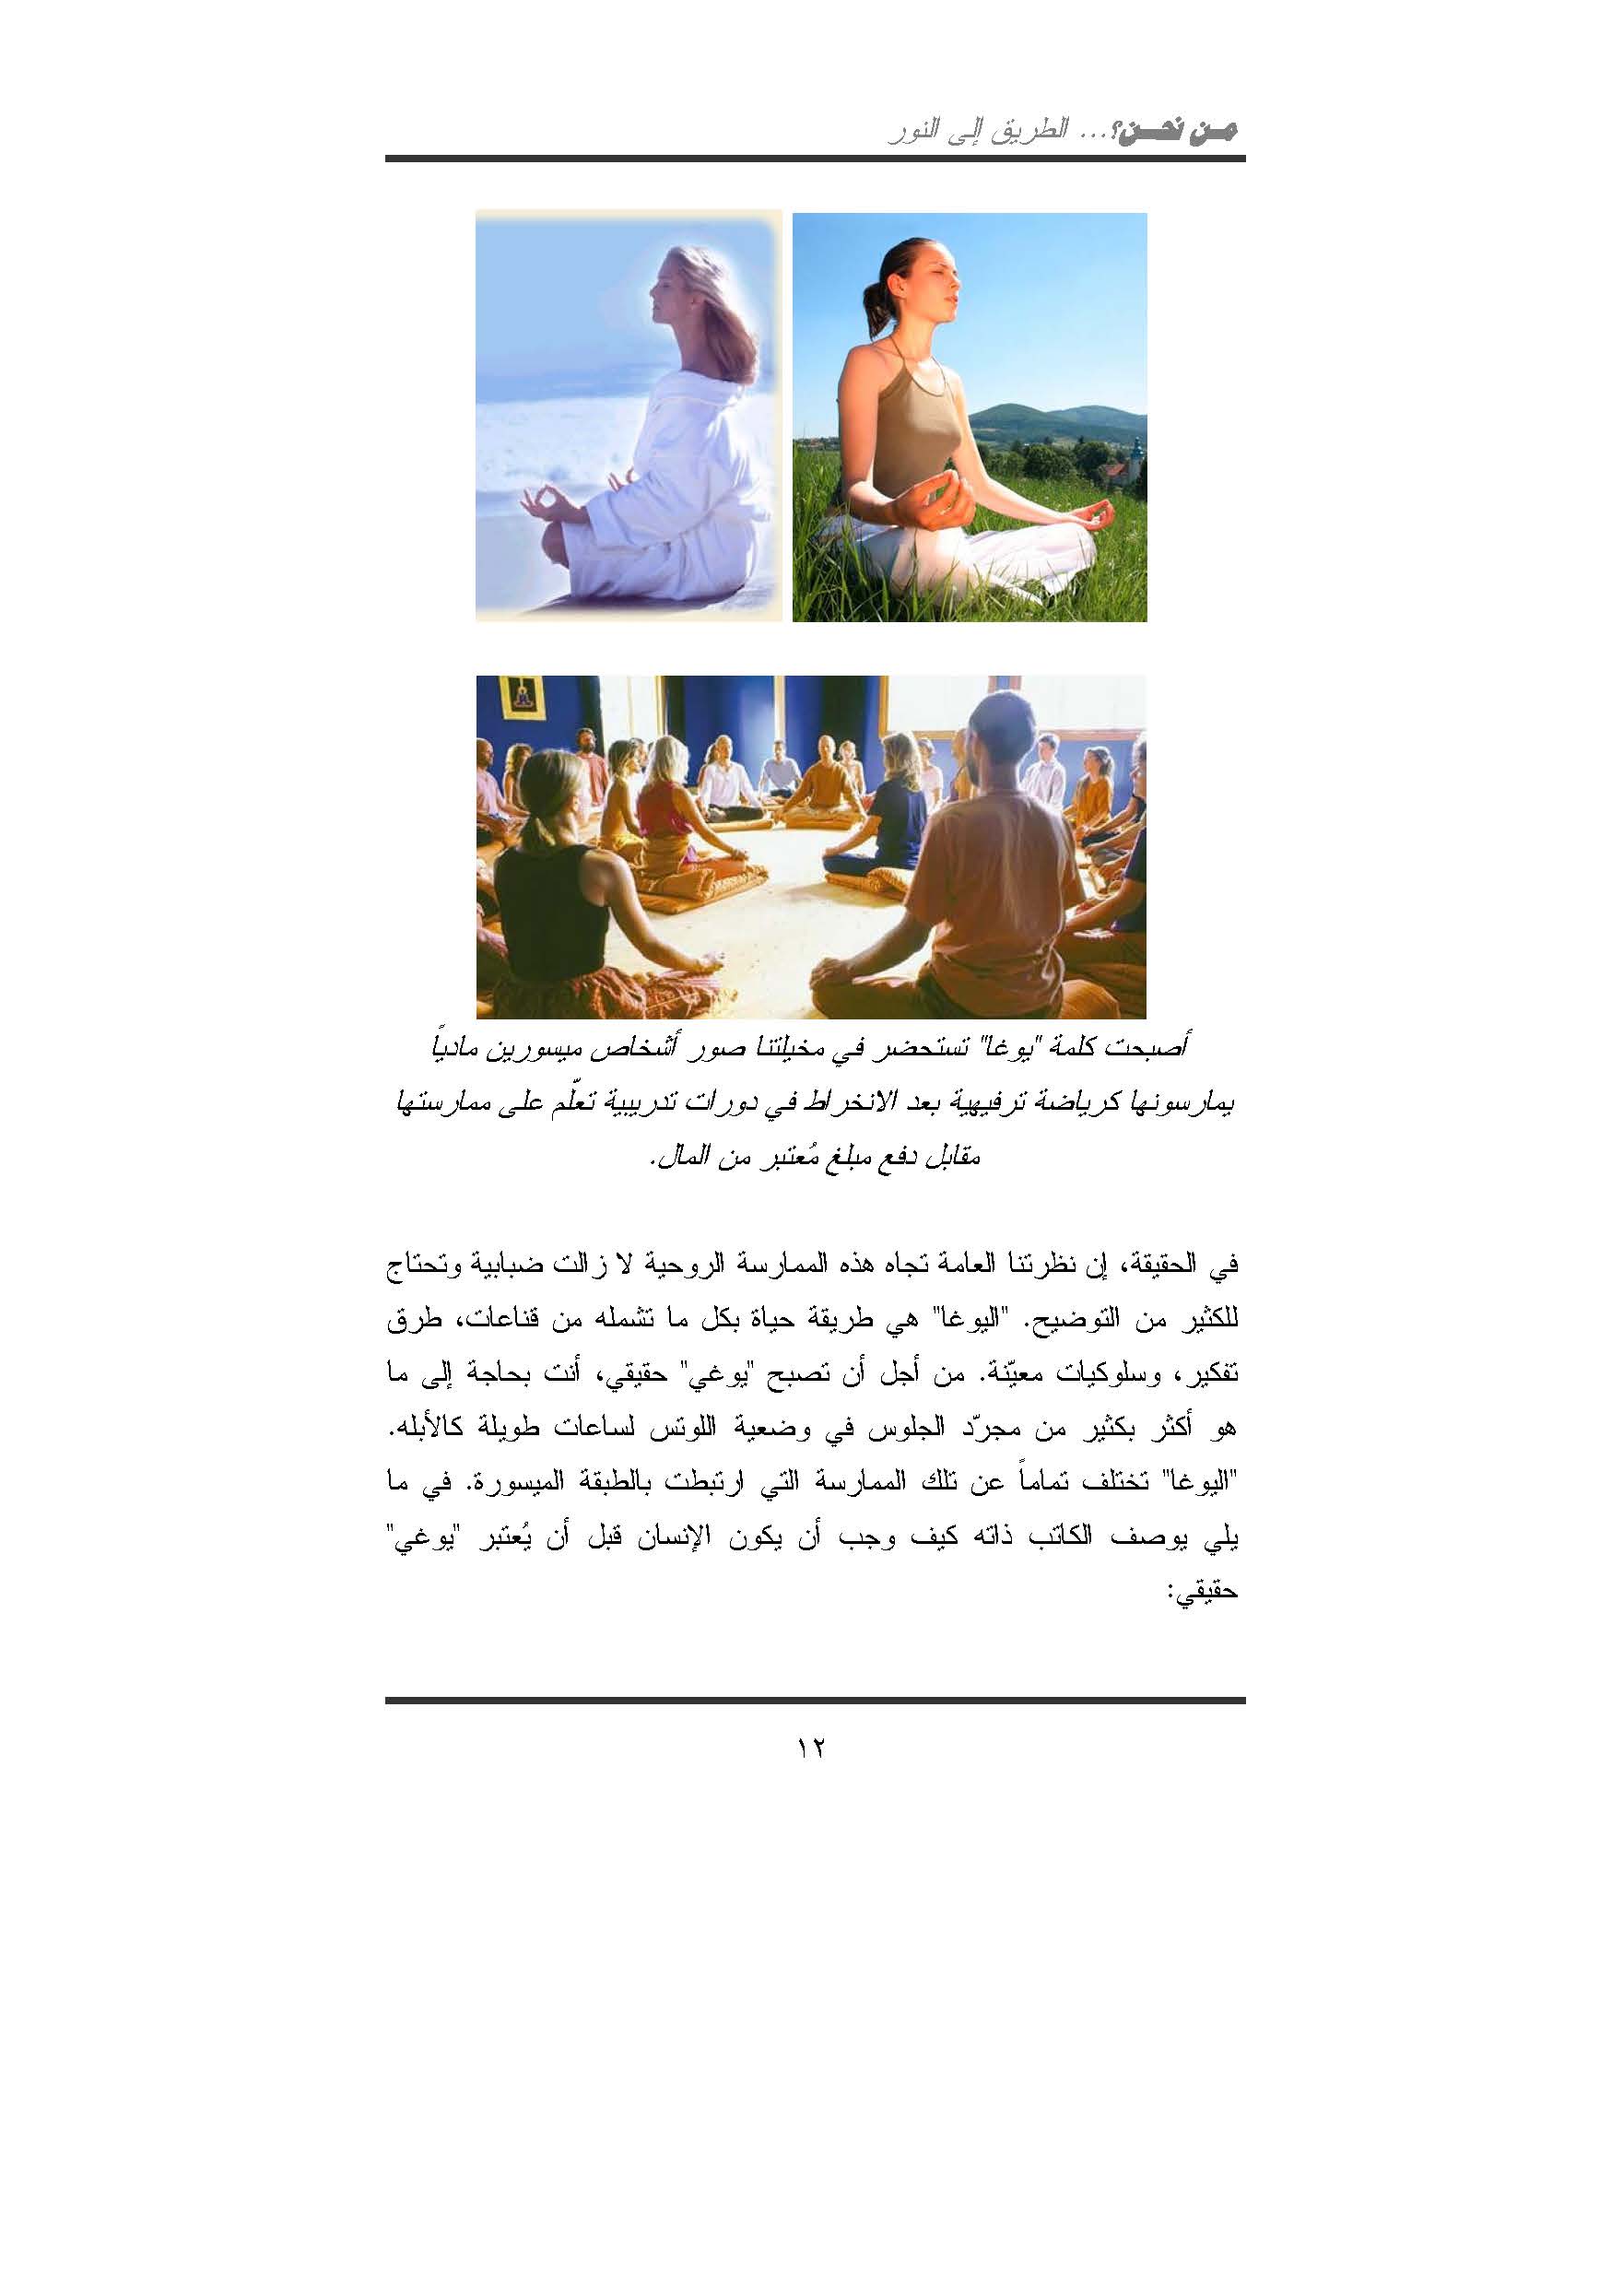 من نحن؟... الطريق إلى النور
أصبحت كلمة "يوغا" تستحضر في مخيلتنا صور أشخاص ميسورين مادياً
يمارسونها كرياضة ترفيهية بعد الانخراط في دورات تدريبية تعلّم على ممارستها
مقابل دفع مبلغ مُعتبر من المال.
في الحقيقة، إن نظرتنا العامة تجاه هذه الممارسة الروحية لا زالت ضبابية وتحتاج
للكثير من التوضيح. "اليوغا" هي طريقة حياة بكل ما تشمله من قناعات، طرق
تفكير، وسلوكيات معيّنة. من أجل أن تصبح "يوغي" حقيقي، أنت بحاجة إلى ما
هو أكثر بكثير من مجرّد الجلوس في وضعية اللوتس لساعات طويلة كالأبله.
"اليوغا" تختلف تماماً عن تلك الممارسة التي ارتبطت بالطبقة الميسورة. في ما
يلي يوصف الكاتب ذاته كيف وجب أن يكون الإنسان قبل أن يُعتبر "يوغي"
حقيقي:
١٢